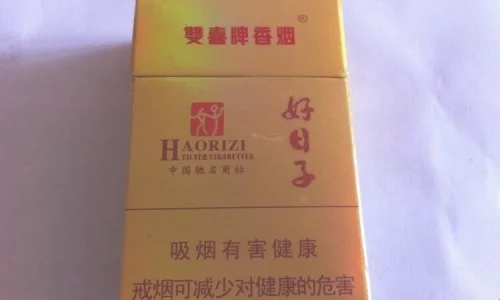 雙喜牌香烟®
好日子
HAORIZI
FILTER CIGARETTES
中国驰名商标
吸烟有害健康
戒烟可减少对健康的危害